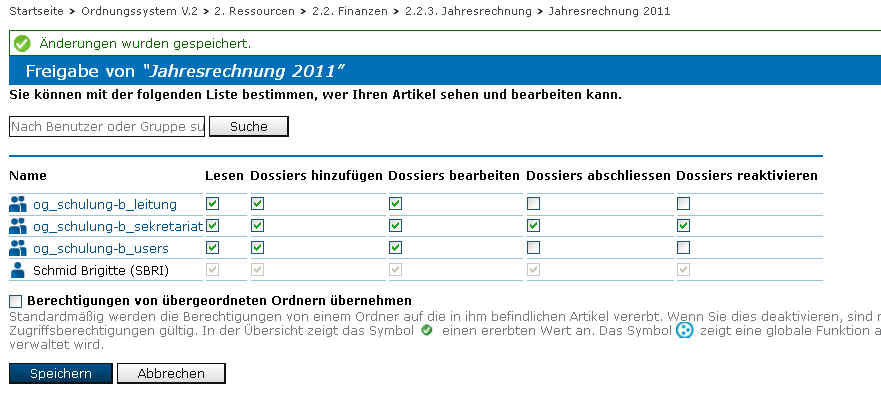 Startseite > Ordnungssystem V.2 > 2. Ressourcen > 2.2. Finanzen > 2.2.3. Jahresrechnung > Jahresrechnung 2011
Änderungen wurden gespeichert.
Freigabe von "Jahresrechnung 2011"
Sie können mit der folgenden Liste bestimmen, wer Ihren Artikel sehen und bearbeiten kann.
Nach Benutzer oder Gruppe su Suche
Name Lesen Dossiers hinzufügen Dossiers bearbeiten Dossiers abschliessen Dossiers reaktivieren
og_schulung-b_leitung
og_schulung-b_sekretariat
og_schulung-b_users
Schmid Brigitte (SBRI)
Berechtigungen von übergeordneten Ordnern übernehmen
Standardmäßig werden die Berechtigungen von einem Ordner auf die in ihm befindlichen Artikel vererbt. Wenn Sie dies deaktivieren, sind
Zugriffsberechtigungen gültig. In der Übersicht zeigt das Symbol einen ererbten Wert an. Das Symbol zeigt eine globale Funktion a
verwaltet wird.
Speichern Abbrechen